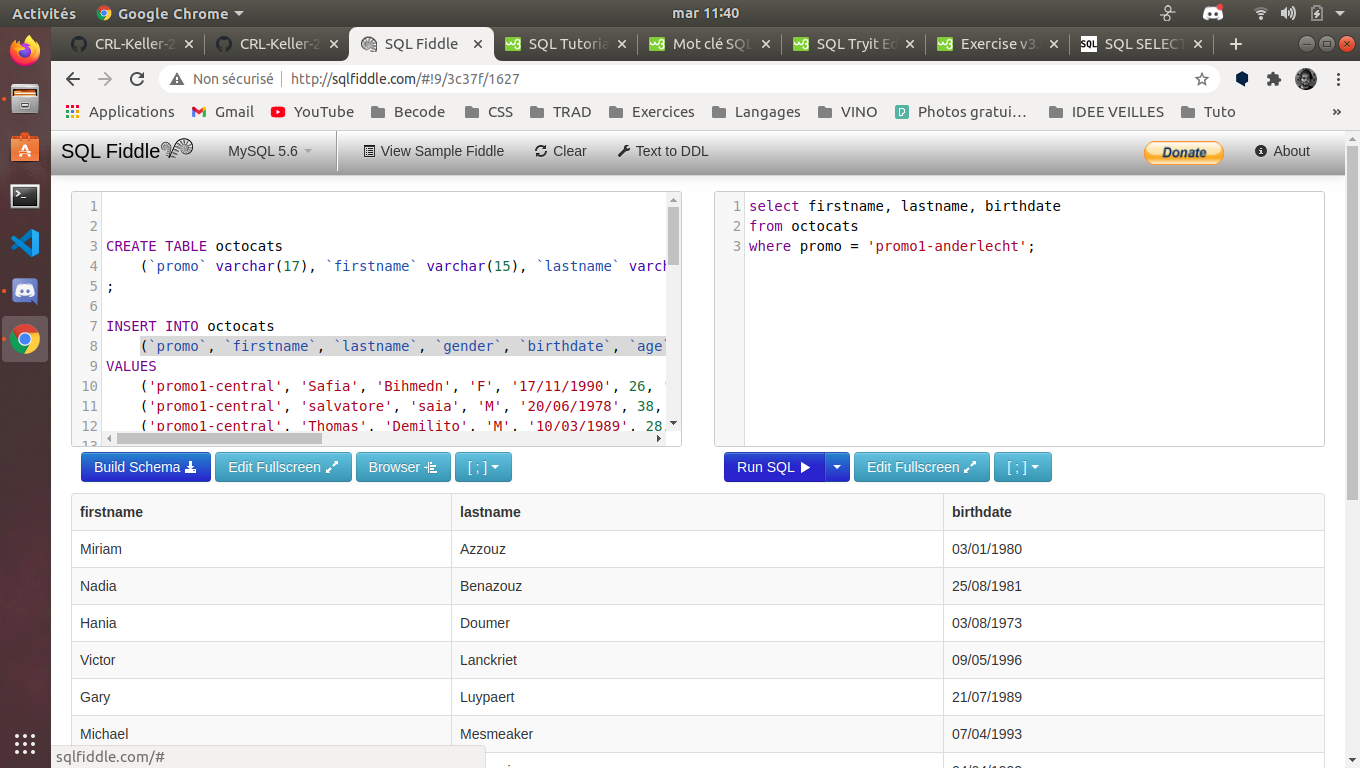 Activités Google Chrome mar 11:40
CRL-Keller-2 CRL-Keller-2 SQL Fiddle SQL Tutoria Mot clé SQL SQL Tryit Ed Exercise v3. SQL SQL SELECT
Non sécurisé http://sqlfiddle.com/#!9/3c37f/1627
Applications Gmail YouTube Becode CSS TRAD Exercices Langages VINO Photos gratui... IDEE VEILLES Tuto »
SQL Fiddle MySQL 5.6 View Sample Fiddle Clear Text to DDL Donate About
1
2
3 CREATE TABLE octocats
4 (`promo` varchar(17), `firstname` varchar(15), `lastname` varch
5 ;
6
7 INSERT INTO octocats
8 (`promo`, `firstname`, `lastname`, `gender`, `birthdate`, `age`
9 VALUES
10 ('promo1-central', 'Safia', 'Bihmedn', 'F', '17/11/1990', 26, '
11 ('promo1-central', 'salvatore', 'saia', 'M', '20/06/1978', 38,
12 ('promo1-central', 'Thomas', 'Demilito', 'M', '10/03/1989', 28,
13
1 select firstname, lastname, birthdate
2 from octocats
3 where promo = 'promo1-anderlecht';
Build Schema Edit Fullscreen Browser [ ; ] Run SQL Edit Fullscreen [ ; ]
firstname lastname birthdate
Miriam Azzouz 03/01/1980
Nadia Benazouz 25/08/1981
Hania Doumer 03/08/1973
Victor Lanckriet 09/05/1996
Gary Luypaert 21/07/1989
Michael Mesmeaker 07/04/1993
sqlfiddle.com/#